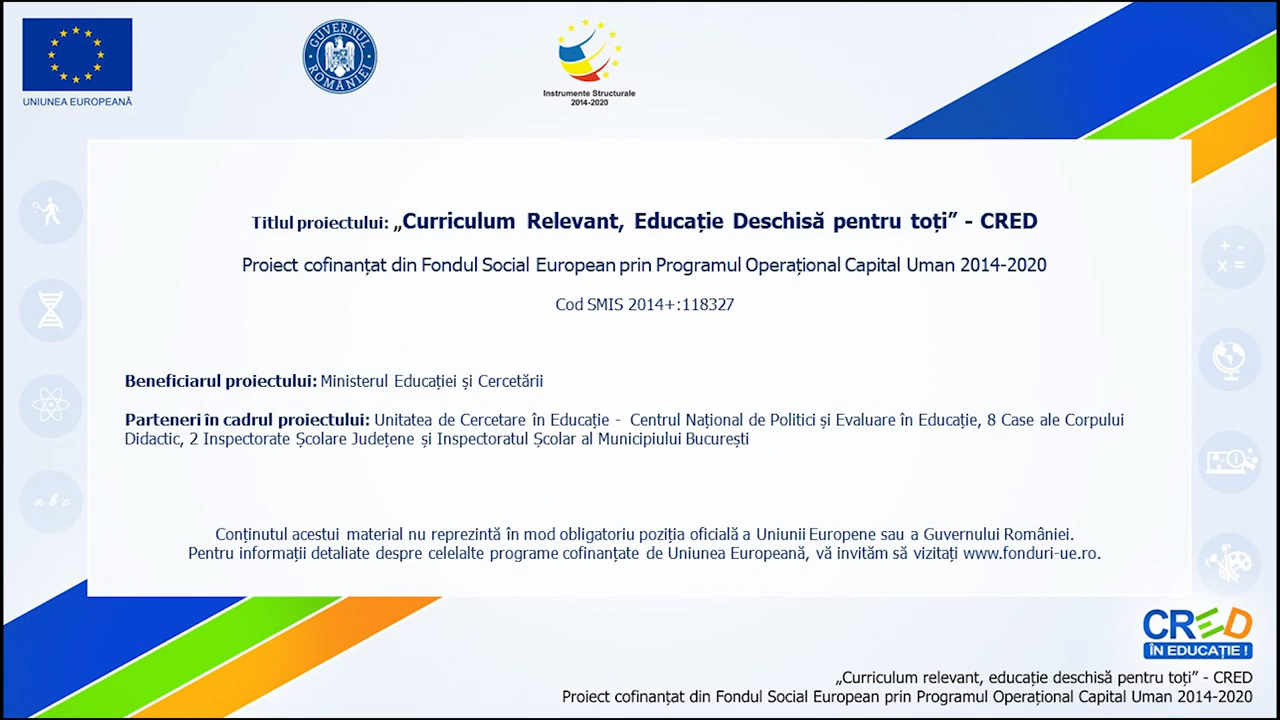 UNIUNEA EUROPEANĂ
GUVERNUL
ROMÂNIEI
Instrumente Structurale
2014-2020
Titlul proiectului: „Curriculum Relevant, Educație Deschisă pentru toți” - CRED
Proiect cofinanțat din Fondul Social European prin Programul Operațional Capital Uman 2014-2020
Cod SMIS 2014+:118327
Beneficiarul proiectului: Ministerul Educației și Cercetării
Parteneri în cadrul proiectului: Unitatea de Cercetare în Educație - Centrul Național de Politici și Evaluare în Educație, 8 Case ale Corpului
Didactic, 2 Inspectorate Școlare Județene și Inspectoratul Școlar al Municipiului București
Conținutul acestui material nu reprezintă în mod obligatoriu poziția oficială a Uniunii Europene sau a Guvernului României.
Pentru informații detaliate despre celelalte programe cofinanțate de Uniunea Europeană, vă invităm să vizitați www.fonduri-ue.ro.
a b c
+ -
x =
CRED
ÎN EDUCAȚIE !
„Curriculum relevant, educație deschisă pentru toți” - CRED
Proiect cofinanțat din Fondul Social European prin Programul Operațional Capital Uman 2014-2020